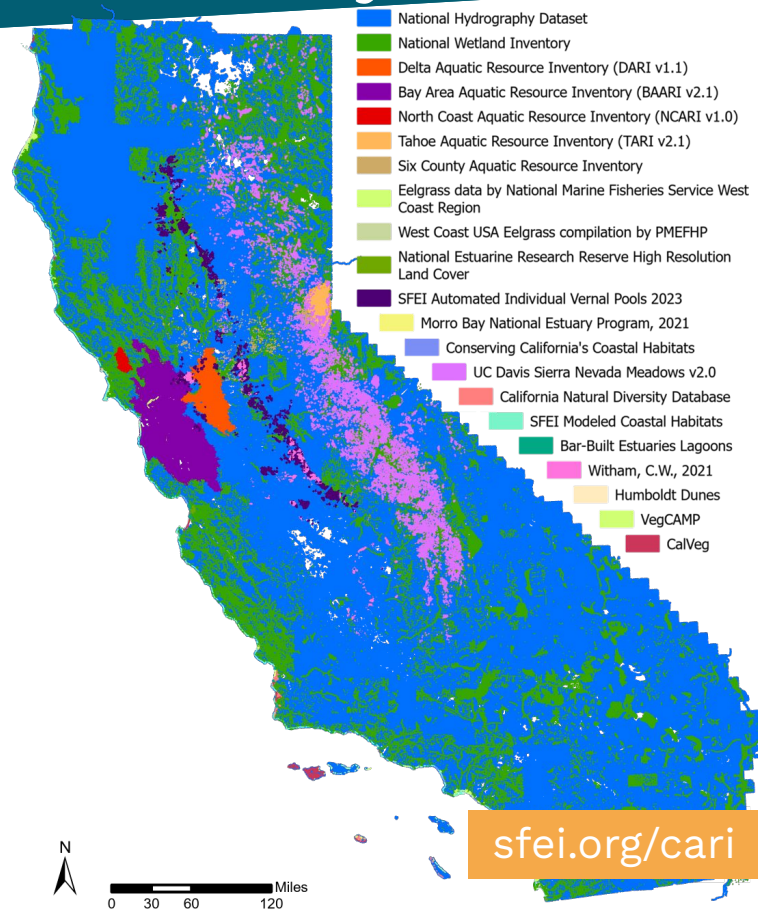 National Hydrography Dataset
National Wetland Inventory
Delta Aquatic Resource Inventory (DARI v1.1)
Bay Area Aquatic Resource Inventory (BAARI v2.1)
North Coast Aquatic Resource Inventory (NCARI v1.0)
Tahoe Aquatic Resource Inventory (TARI v2.1)
Six County Aquatic Resource Inventory
Eelgrass data by National Marine Fisheries Service West
Coast Region
West Coast USA Eelgrass compilation by PMEFHP
National Estuarine Research Reserve High Resolution
Land Cover
SFEI Automated Individual Vernal Pools 2023
Morro Bay National Estuary Program, 2021
Conserving California's Coastal Habitats
UC Davis Sierra Nevada Meadows v2.0
California Natural Diversity Database
SFEI Modeled Coastal Habitats
Bar-Built Estuaries Lagoons
Witham, C.W., 2021
Humboldt Dunes
VegCAMP
CalVeg
sfei.org/cari
N
Miles
0 30 60 120